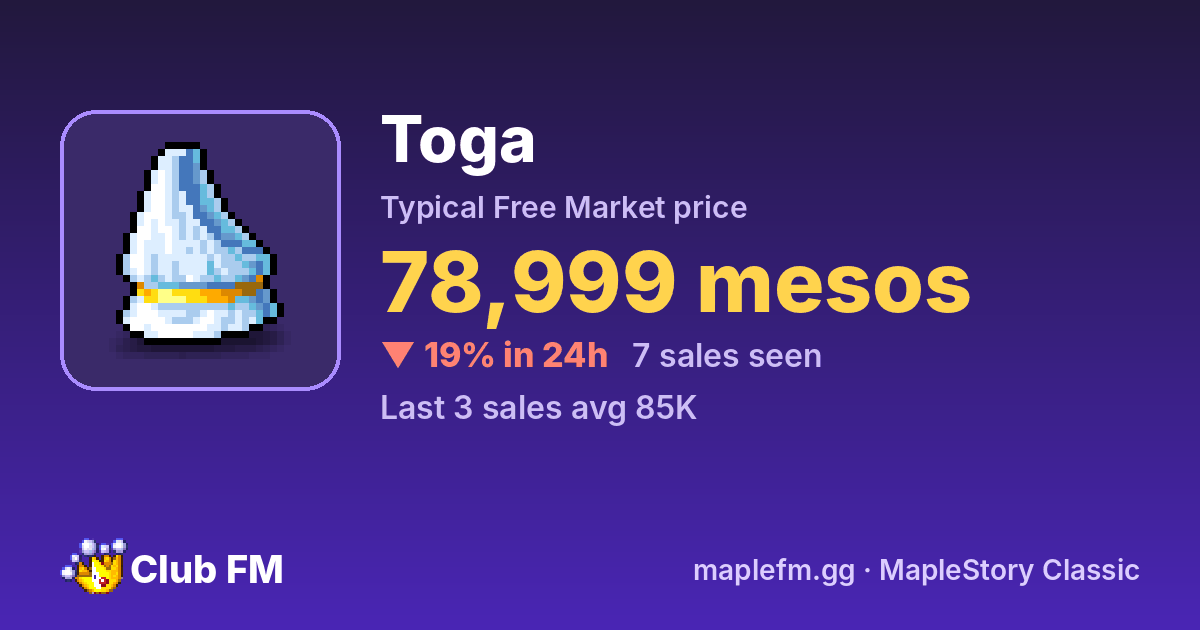 Toga
Typical Free Market price
78,999 mesos
▼ 19% in 24h 7 sales seen
Last 3 sales avg 85K
Club FM
maplefm.gg · MapleStory Classic